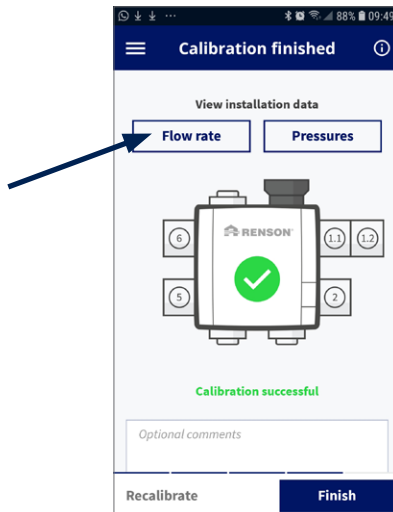 88% 09:49
Calibration finished
View installation data
Flow rate Pressures
RENSON
6 1.1 1.2
5 2
Calibration successful
Optional comments
Recalibrate Finish